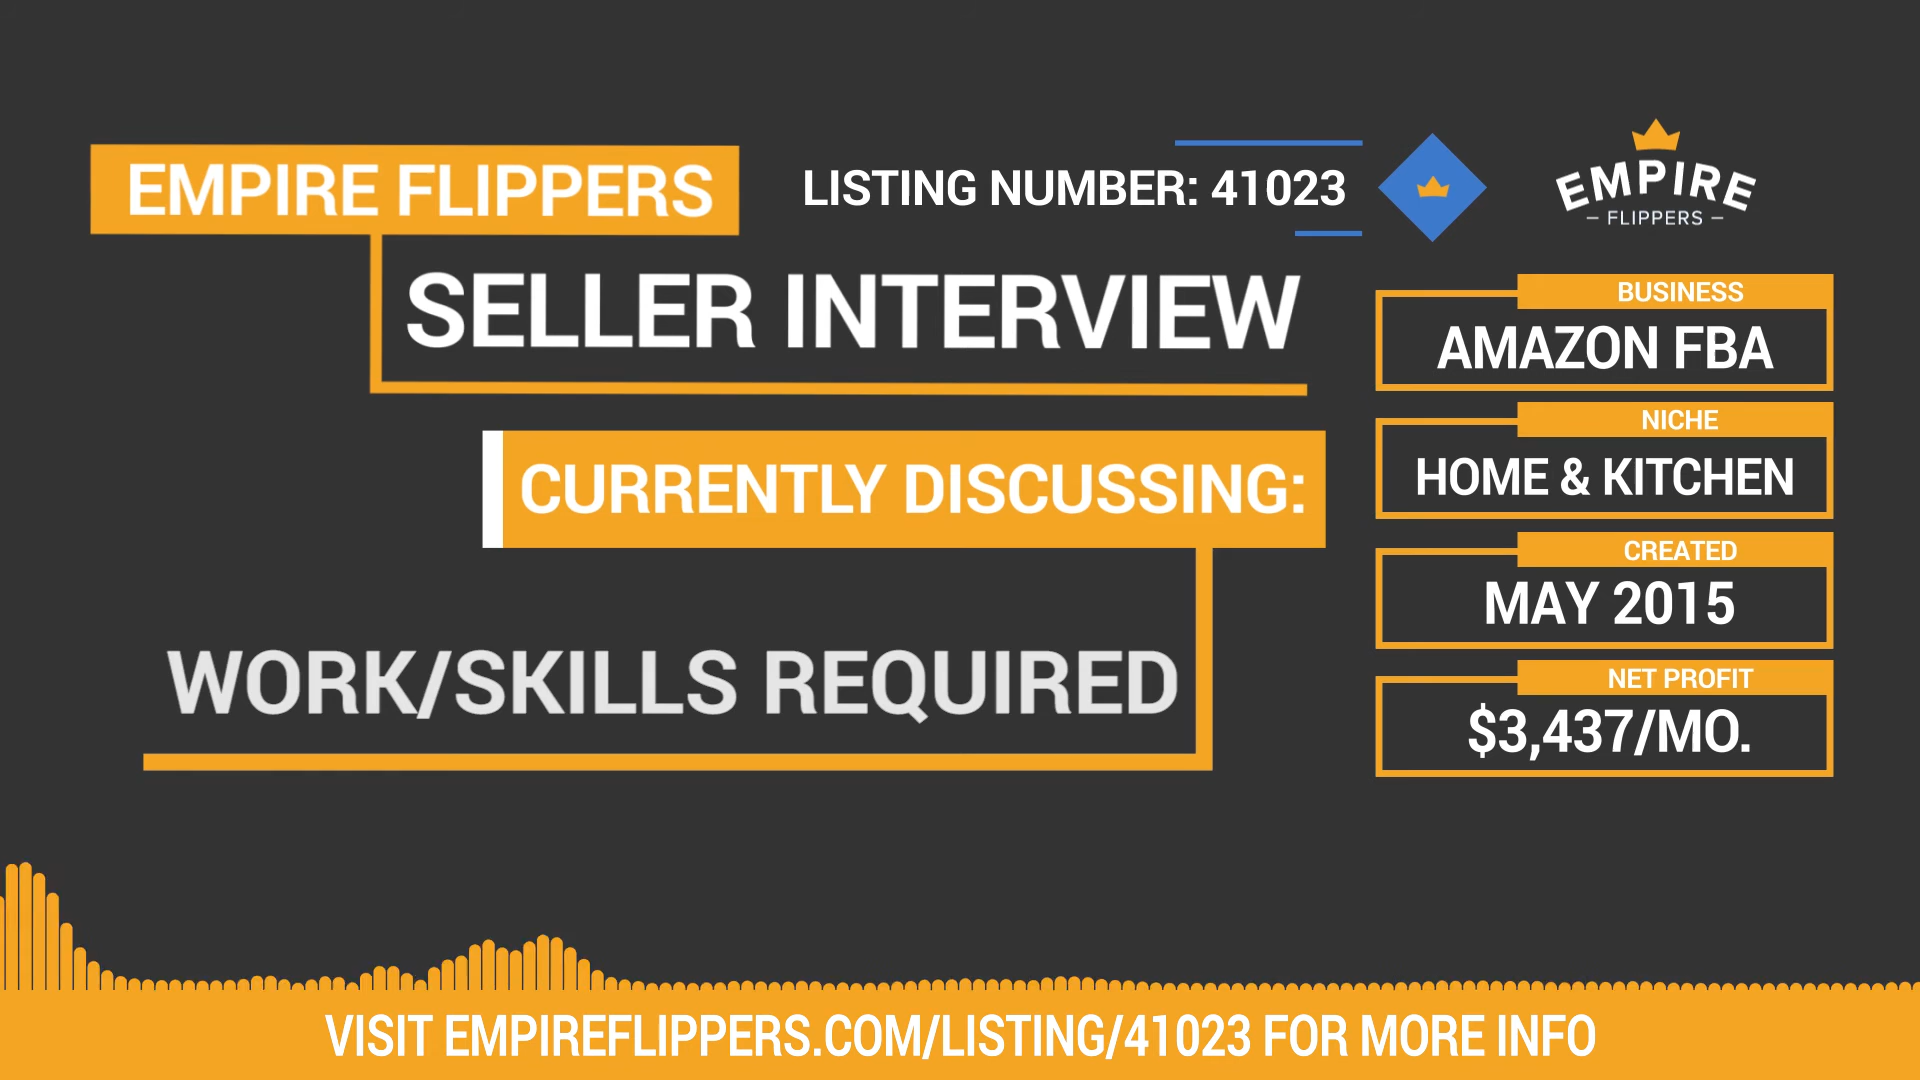 EMPIRE FLIPPERS
LISTING NUMBER: 41023
EMPIRE
– FLIPPERS –
SELLER INTERVIEW
CURRENTLY DISCUSSING:
WORK/SKILLS REQUIRED
BUSINESS
AMAZON FBA
NICHE
HOME & KITCHEN
CREATED
MAY 2015
NET PROFIT
$3,437/MO.
VISIT EMPIREFLIPPERS.COM/LISTING/41023 FOR MORE INFO